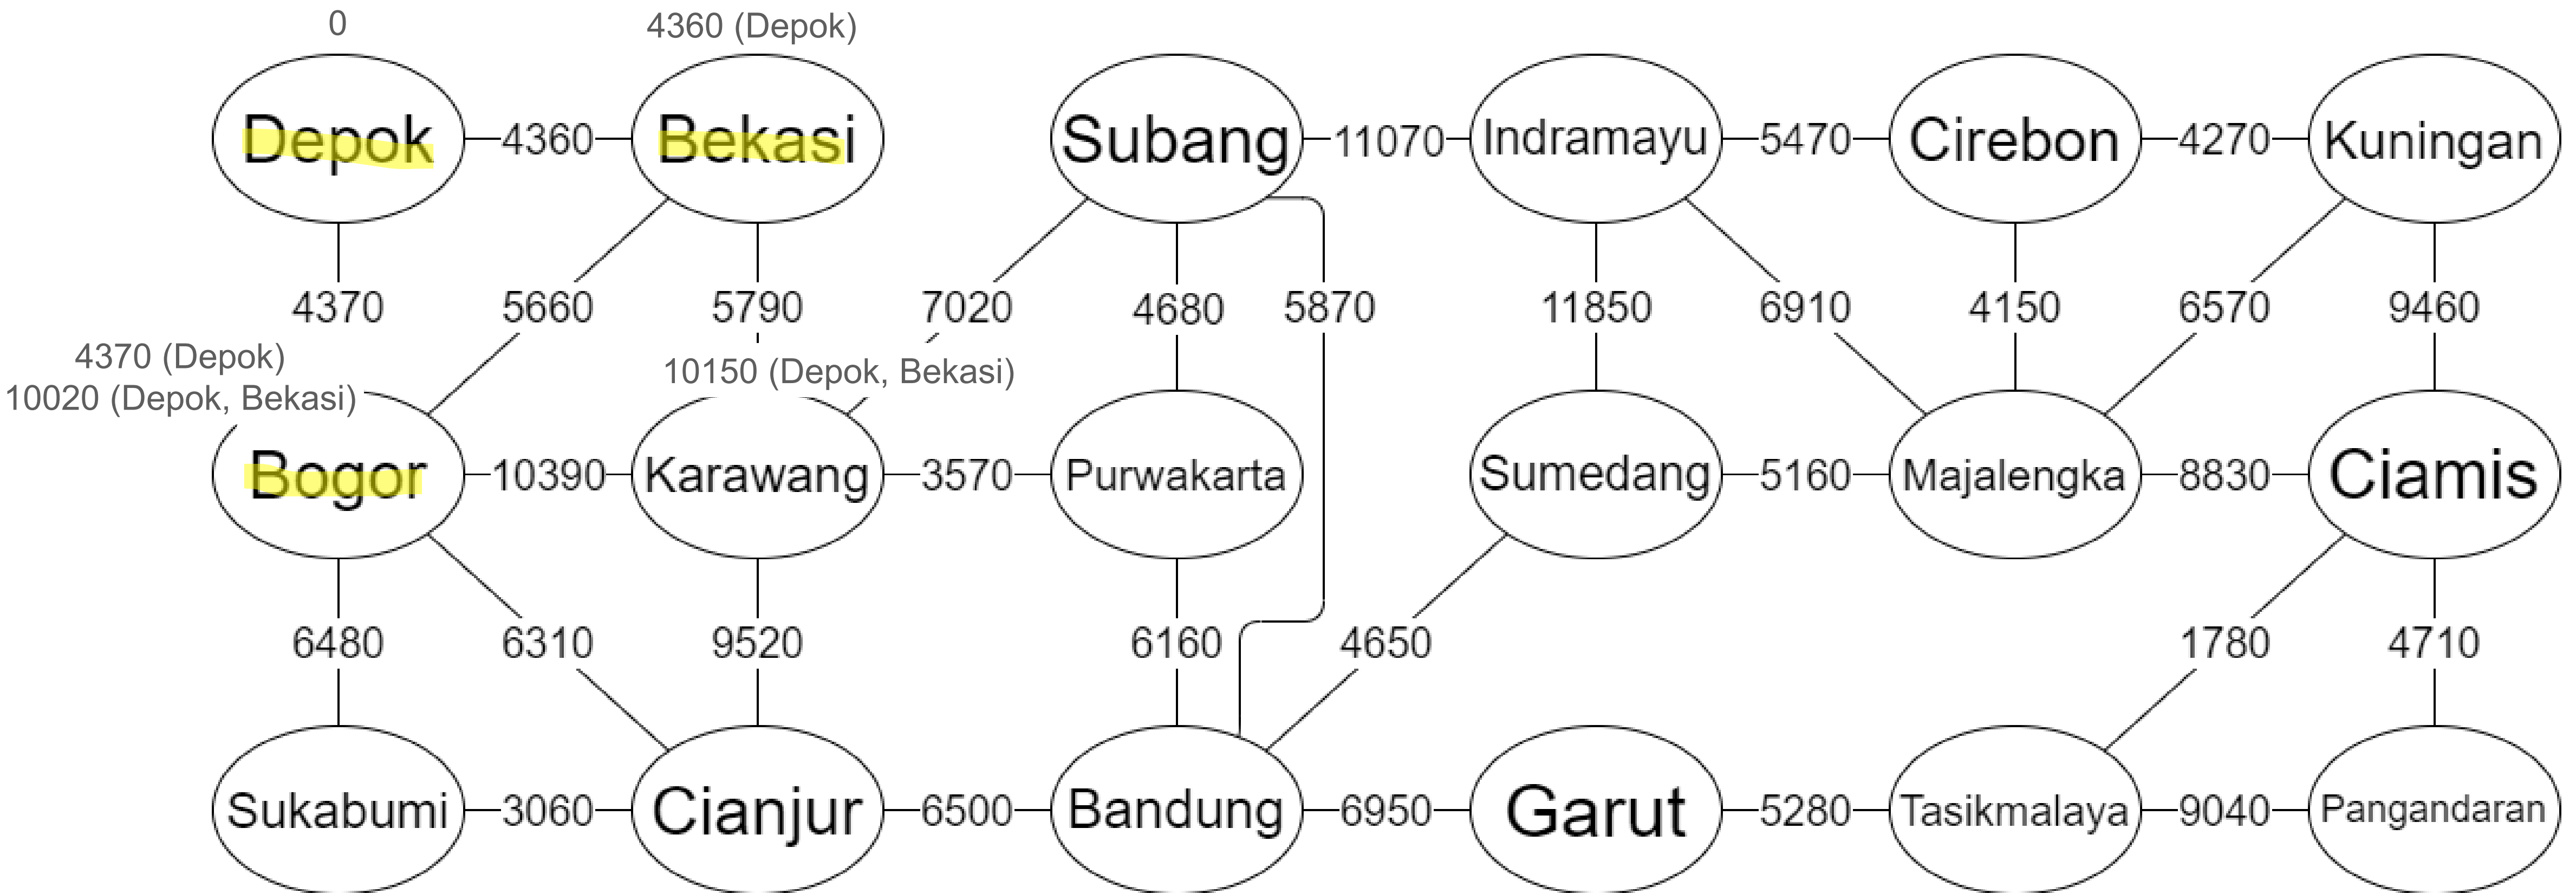 0
4360 (Depok)
Depok
4360
Bekasi
Subang
11070
Indramayu
5470
Cirebon
4270
Kuningan
4370
5660
5790
7020
4680
5870
11850
6910
4150
6570
9460
4370 (Depok)
10020 (Depok, Bekasi)
10150 (Depok, Bekasi)
Bogor
10390
Karawang
3570
Purwakarta
Sumedang
5160
Majalengka
8830
Ciamis
6480
6310
9520
6160
4650
1780
4710
Sukabumi
3060
Cianjur
6500
Bandung
6950
Garut
5280
Tasikmalaya
9040
Pangandaran